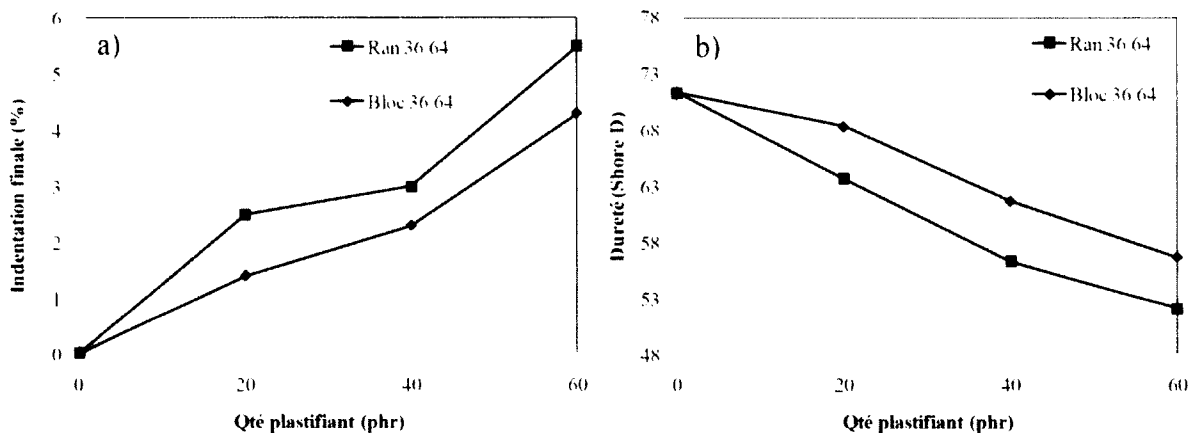 a)
Indentation finale (%)
6
5
4
3
2
1
0
Ran 36 64
Bloc 36 64
0 20 40 60
Qté plastifiant (phr)
b)
Dureté (Shore D)
78
73
68
63
58
53
48
Ran 36 64
Bloc 36 64
0 20 40 60
Qté plastifiant (phr)